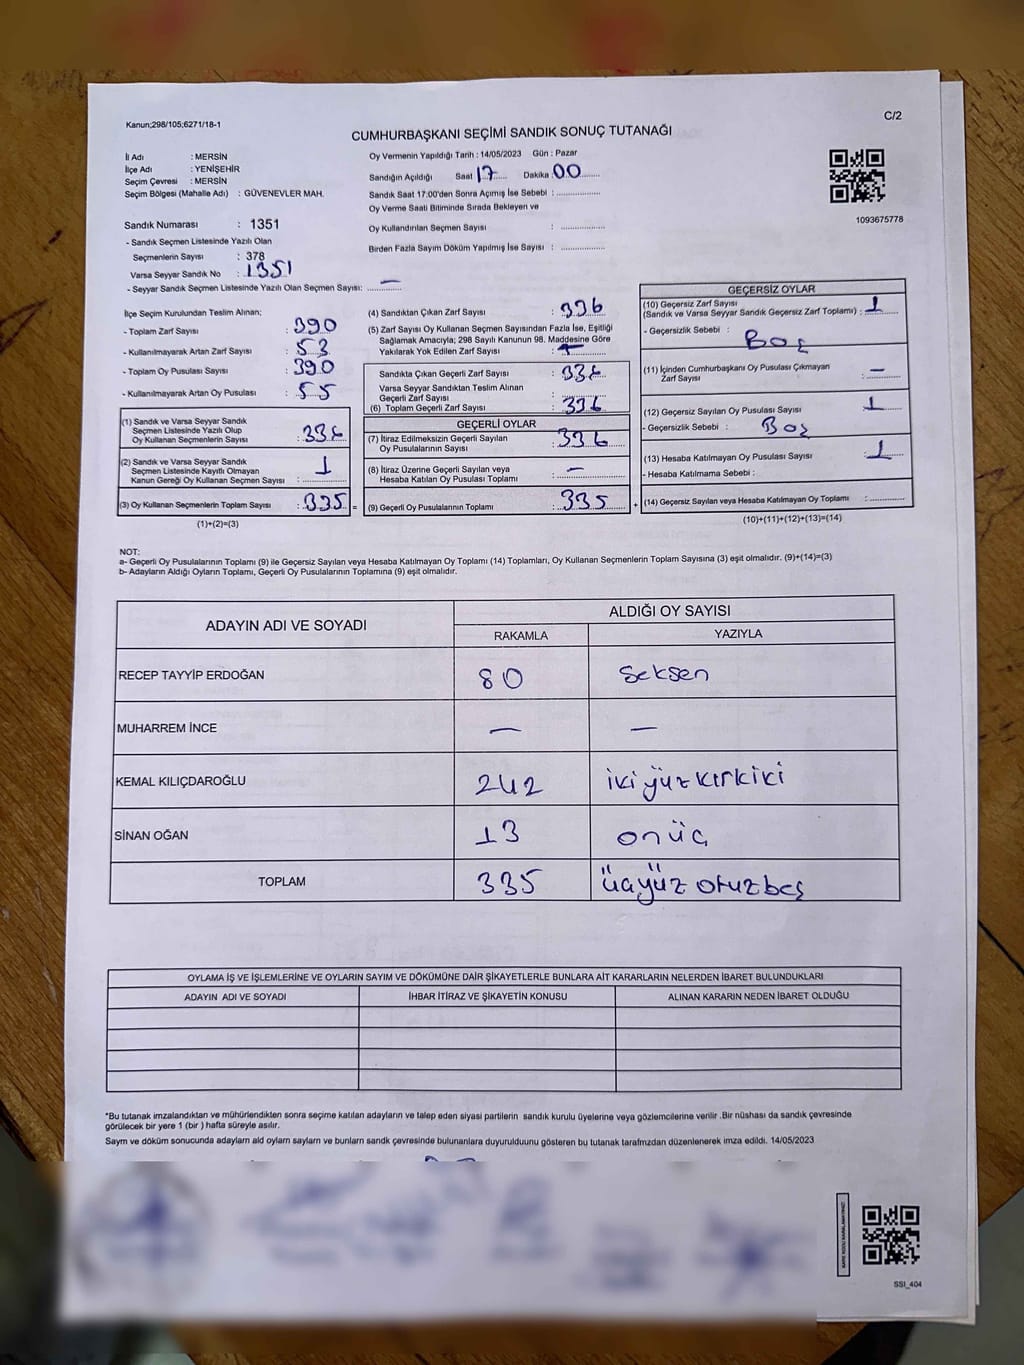 Kanun;298/105;6271/18-1
C/2
CUMHURBAŞKANI SEÇİMİ SANDIK SONUÇ TUTANAĞI
İl Adı : MERSİN
İlçe Adı : YENİŞEHİR
Seçim Çevresi : MERSİN
Seçim Bölgesi (Mahalle Adı) : GÜVENEVLER MAH.
Sandık Numarası : 1351
- Sandık Seçmen Listesinde Yazılı Olan
Seçmenlerin Sayısı : 378
Varsa Seyyar Sandık No : 1351
- Seyyar Sandık Seçmen Listesinde Yazılı Olan Seçmen Sayısı: —
Oy Vermenin Yapıldığı Tarih : 14/05/2023 Gün : Pazar
Sandığın Açıldığı Saat 17 Dakika 00
Sandık Saat 17:00'den Sonra Açımış İse Sebebi : ................
Oy Verme Saati Bitiminde Sırada Bekleyen ve
Oy Kullandırılan Seçmen Sayısı : ................
Birden Fazla Sayım Döküm Yapılmış İse Sayısı : ................
1093675778
İlçe Seçim Kurulundan Teslim Alınan;
- Toplam Zarf Sayısı : 390
- Kullanılmayarak Artan Zarf Sayısı : 53
- Toplam Oy Pusulası Sayısı : 390
- Kullanılmayarak Artan Oy Pusulası : 55
(1) Sandık ve Varsa Seyyar Sandık
Seçmen Listesinde Yazılı Olup
Oy Kullanan Seçmenlerin Sayısı : 336
(2) Sandık ve Varsa Seyyar Sandık
Seçmen Listesinde Kayıtlı Olmayan
Kanun Gereği Oy Kullanan Seçmen Sayısı : 1
(3) Oy Kullanan Seçmenlerin Toplam Sayısı : 335 =
(1)+(2)=(3)
(4) Sandıktan Çıkan Zarf Sayısı : 336
(5) Zarf Sayısı Oy Kullanan Seçmen Sayısından Fazla İse, Eşitliği
Sağlamak Amacıyla; 298 Sayılı Kanunun 98. Maddesine Göre
Yakılarak Yok Edilen Zarf Sayısı :
Sandıkta Çıkan Geçerli Zarf Sayısı : 336
Varsa Seyyar Sandıktan Teslim Alınan
Geçerli Zarf Sayısı :
(6) Toplam Geçerli Zarf Sayısı : 336
GEÇERLİ OYLAR
(7) İtiraz Edilmeksizin Geçerli Sayılan
Oy Pusulalarının Sayısı : 336
(8) İtiraz Üzerine Geçerli Sayılan veya
Hesaba Katılan Oy Pusulası Toplamı : —
(9) Geçerli Oy Pusulalarının Toplamı : 335 +
GEÇERSİZ OYLAR
(10) Geçersiz Zarf Sayısı
(Sandık ve Varsa Seyyar Sandık Geçersiz Zarf Toplamı) : 1
- Geçersizlik Sebebi :
Boş
(11) İçinden Cumhurbaşkanı Oy Pusulası Çıkmayan
Zarf Sayısı : —
(12) Geçersiz Sayılan Oy Pusulası Sayısı : 1
- Geçersizlik Sebebi : Boş
(13) Hesaba Katılmayan Oy Pusulası Sayısı : 1
- Hesaba Katılmama Sebebi :
(14) Geçersiz Sayılan veya Hesaba Katılmayan Oy Toplamı : ............
(10)+(11)+(12)+(13)=(14)
NOT:
a- Geçerli Oy Pusulalarının Toplamı (9) ile Geçersiz Sayılan veya Hesaba Katılmayan Oy Toplamı (14) Toplamları, Oy Kullanan Seçmenlerin Toplam Sayısına (3) eşit olmalıdır. (9)+(14)=(3)
b- Adayların Aldığı Oyların Toplamı, Geçerli Oy Pusulalarının Toplamına (9) eşit olmalıdır.
ADAYIN ADI VE SOYADI
ALDIĞI OY SAYISI
RAKAMLA YAZIYLA
RECEP TAYYİP ERDOĞAN 80 Seksen
MUHARREM İNCE — —
KEMAL KILIÇDAROĞLU 242 iki yüz kırk iki
SİNAN OĞAN 13 onüç
TOPLAM 335 üçyüz otuz beş
OYLAMA İŞ VE İŞLEMLERİNE VE OYLARIN SAYIM VE DÖKÜMÜNE DAİR ŞİKAYETLERLE BUNLARA AİT KARARLARIN NELERDEN İBARET BULUNDUKLARI
ADAYIN ADI VE SOYADI İHBAR İTİRAZ VE ŞİKAYETİN KONUSU ALINAN KARARIN NEDEN İBARET OLDUĞU
*Bu tutanak imzalandıktan ve mühürlendikten sonra seçime katılan adayların ve talep eden siyasi partilerin sandık kurulu üyelerine veya gözlemcilerine verilir .Bir nüshası da sandık çevresinde
görülecek bir yere 1 (bir ) hafta süreyle asılır.
Sayım ve döküm sonucunda adayların ald oyların sayların ve bunların sandk çevresinde bulunanlara duyurulduunu gösteren bu tutanak tarafmzdan düzenlenerek imza edildi. 14/05/2023
SSI_404